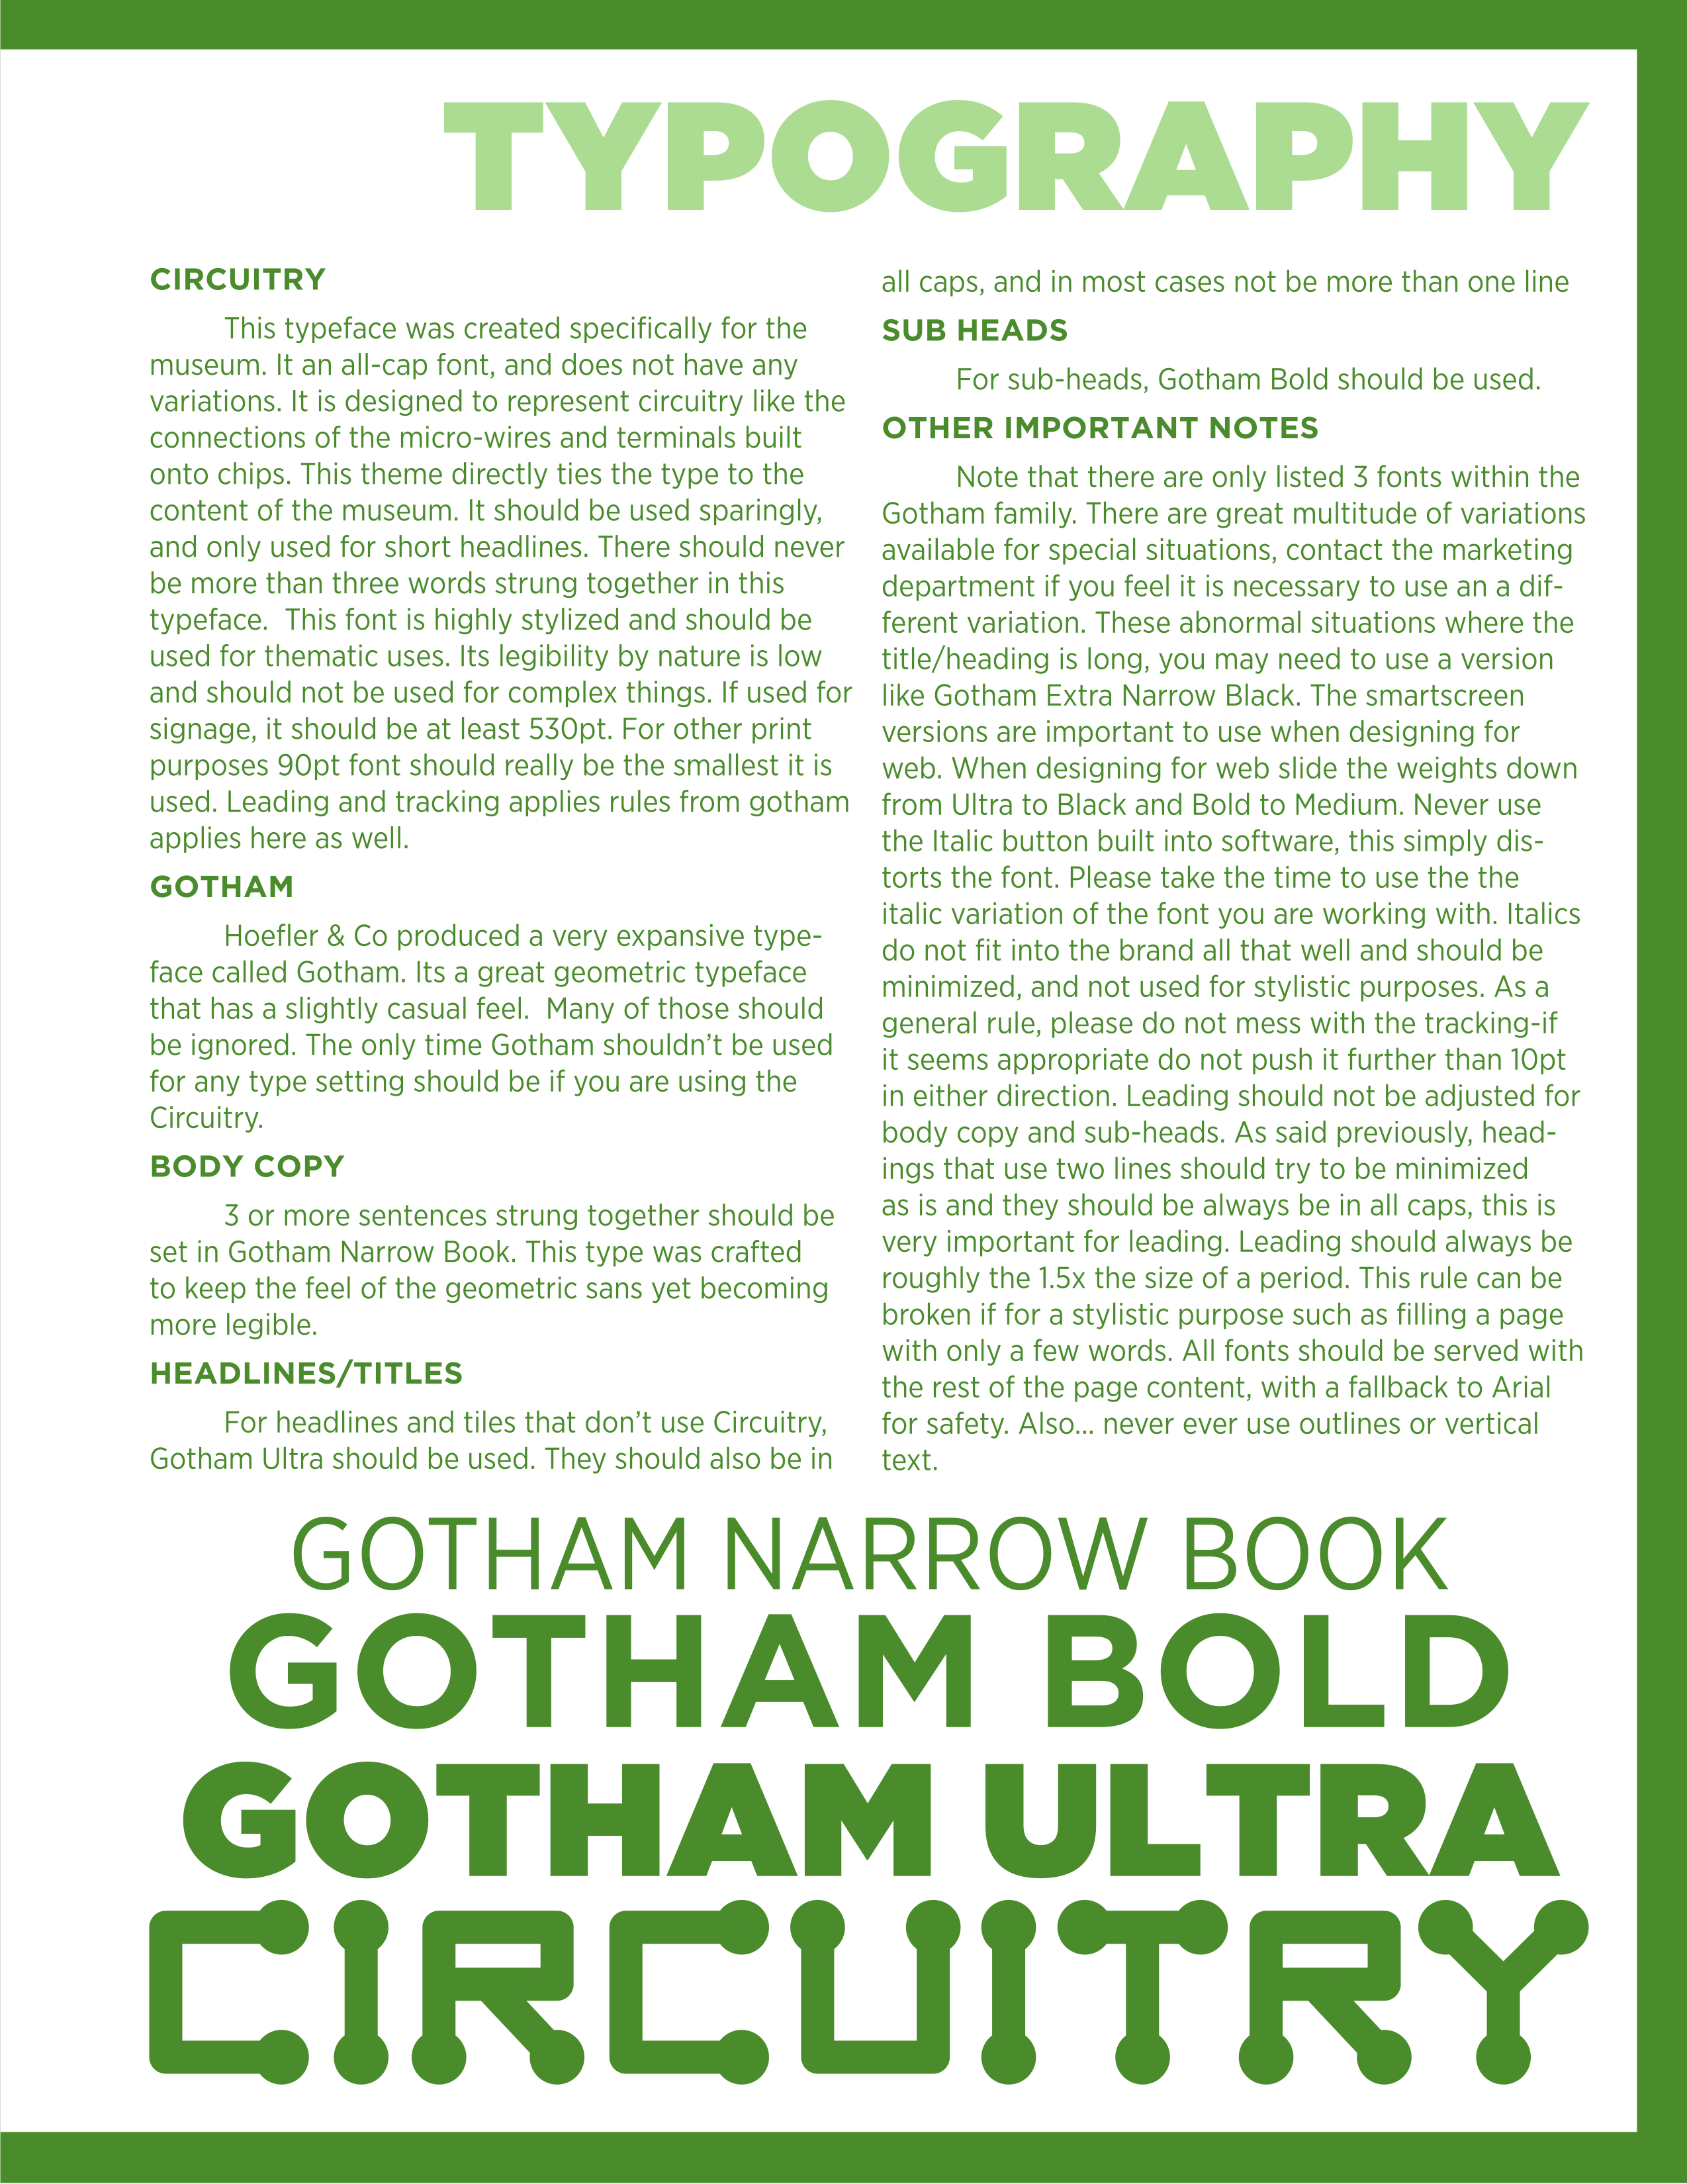 TYPOGRAPHY
CIRCUITRY
This typeface was created specifically for the
museum. It an all-cap font, and does not have any
variations. It is designed to represent circuitry like the
connections of the micro-wires and terminals built
onto chips. This theme directly ties the type to the
content of the museum. It should be used sparingly,
and only used for short headlines. There should never
be more than three words strung together in this
typeface.  This font is highly stylized and should be
used for thematic uses. Its legibility by nature is low
and should not be used for complex things. If used for
signage, it should be at least 530pt. For other print
purposes 90pt font should really be the smallest it is
used. Leading and tracking applies rules from gotham
applies here as well.
GOTHAM
Hoefler & Co produced a very expansive type-
face called Gotham. Its a great geometric typeface
that has a slightly casual feel.  Many of those should
be ignored. The only time Gotham shouldn’t be used
for any type setting should be if you are using the
Circuitry.
BODY COPY
3 or more sentences strung together should be
set in Gotham Narrow Book. This type was crafted
to keep the feel of the geometric sans yet becoming
more legible.
HEADLINES/TITLES
For headlines and tiles that don’t use Circuitry,
Gotham Ultra should be used. They should also be in
all caps, and in most cases not be more than one line
SUB HEADS
For sub-heads, Gotham Bold should be used.
OTHER IMPORTANT NOTES
Note that there are only listed 3 fonts within the
Gotham family. There are great multitude of variations
available for special situations, contact the marketing
department if you feel it is necessary to use an a dif-
ferent variation. These abnormal situations where the
title/heading is long, you may need to use a version
like Gotham Extra Narrow Black. The smartscreen
versions are important to use when designing for
web. When designing for web slide the weights down
from Ultra to Black and Bold to Medium. Never use
the Italic button built into software, this simply dis-
torts the font. Please take the time to use the the
italic variation of the font you are working with. Italics
do not fit into the brand all that well and should be
minimized, and not used for stylistic purposes. As a
general rule, please do not mess with the tracking-if
it seems appropriate do not push it further than 10pt
in either direction. Leading should not be adjusted for
body copy and sub-heads. As said previously, head-
ings that use two lines should try to be minimized
as is and they should be always be in all caps, this is
very important for leading. Leading should always be
roughly the 1.5x the size of a period. This rule can be
broken if for a stylistic purpose such as filling a page
with only a few words. All fonts should be served with
the rest of the page content, with a fallback to Arial
for safety. Also... never ever use outlines or vertical
text.
GOTHAM NARROW BOOK
GOTHAM BOLD
GOTHAM ULTRA
CIRCUITRY